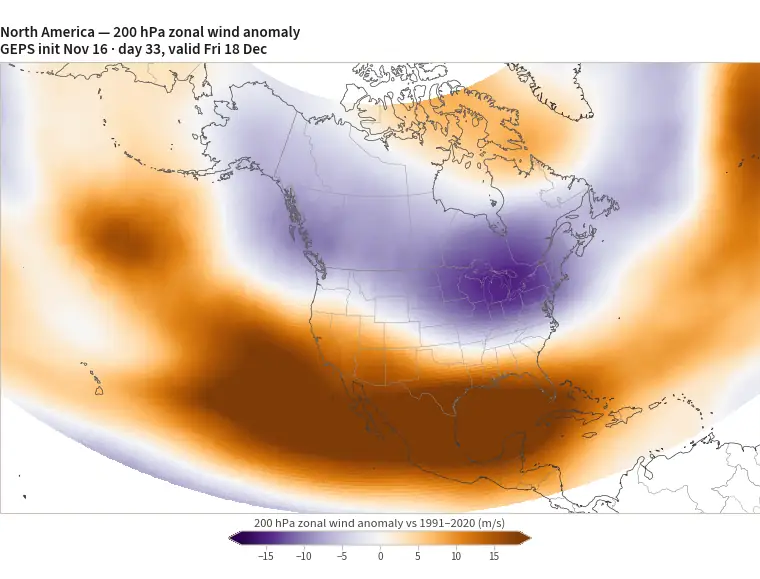 North America — 200 hPa zonal wind anomaly
GEPS init Nov 16 · day 33, valid Fri 18 Dec
200 hPa zonal wind anomaly vs 1991–2020 (m/s)
−15 −10 −5 0 5 10 15